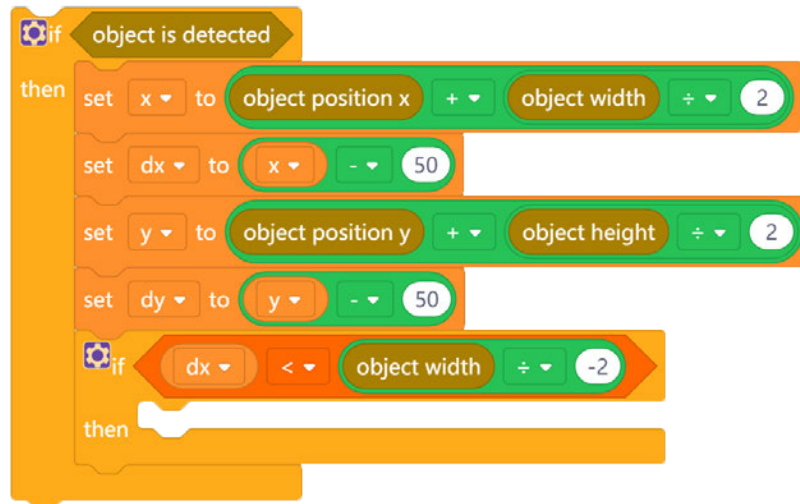 if object is detected
then set x to object position x + object width ÷ 2
set dx to x - 50
set y to object position y + object height ÷ 2
set dy to y - 50
if dx < object width ÷ -2
then